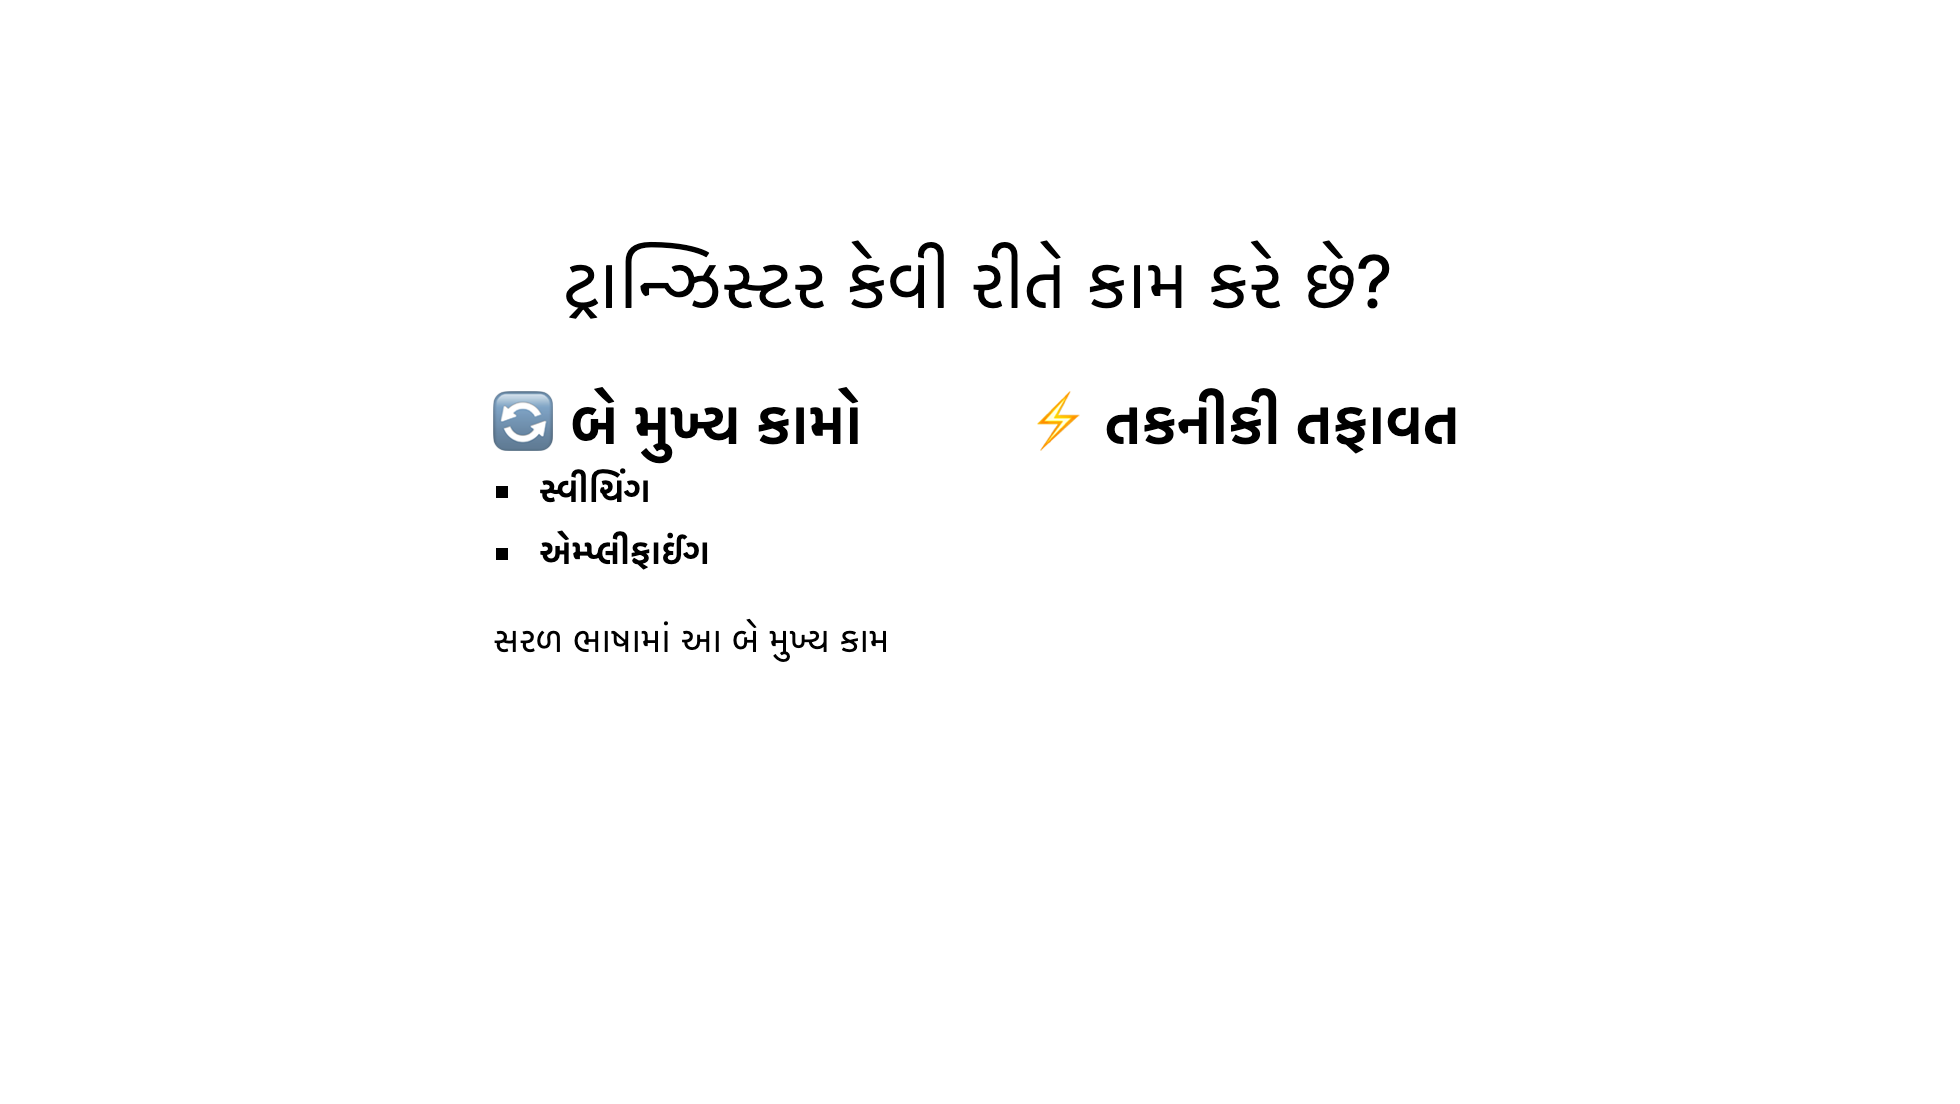 ટ્રાન્ઝિસ્ટર કેવી રીતે કામ કરે છે?
🔄 બે મુખ્ય કામો
▪ સ્વીચિંગ
▪ એમ્પ્લીફાઈંગ
સરળ ભાષામાં આ બે મુખ્ય કામ
⚡ તકનીકી તફાવત